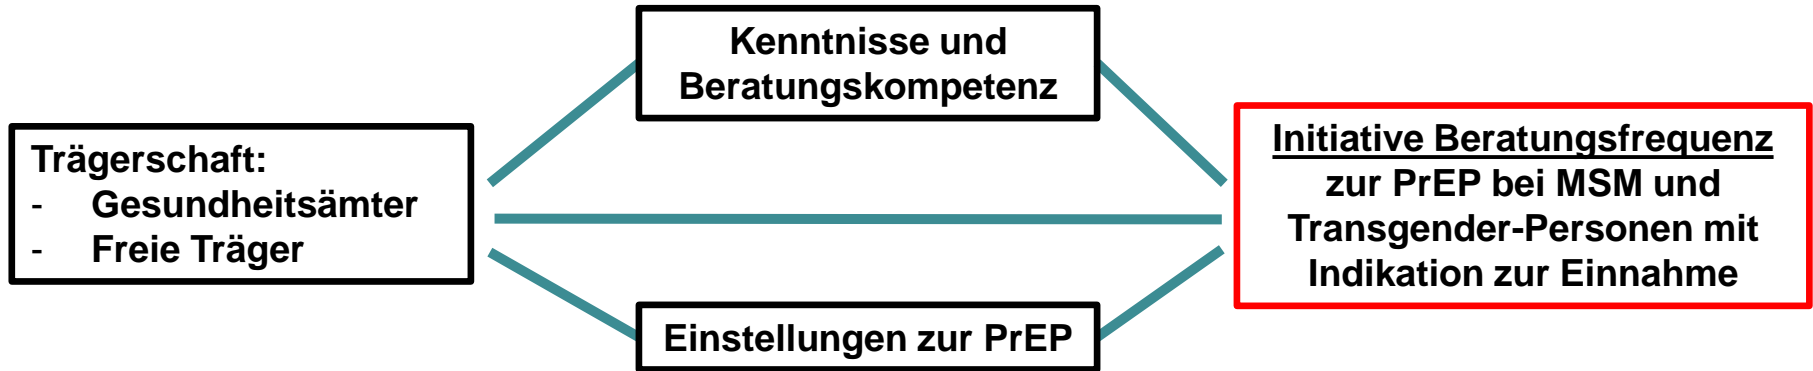 Kenntnisse und
Beratungskompetenz
Trägerschaft:
- Gesundheitsämter
- Freie Träger
Initiative Beratungsfrequenz
zur PrEP bei MSM und
Transgender-Personen mit
Indikation zur Einnahme
Einstellungen zur PrEP